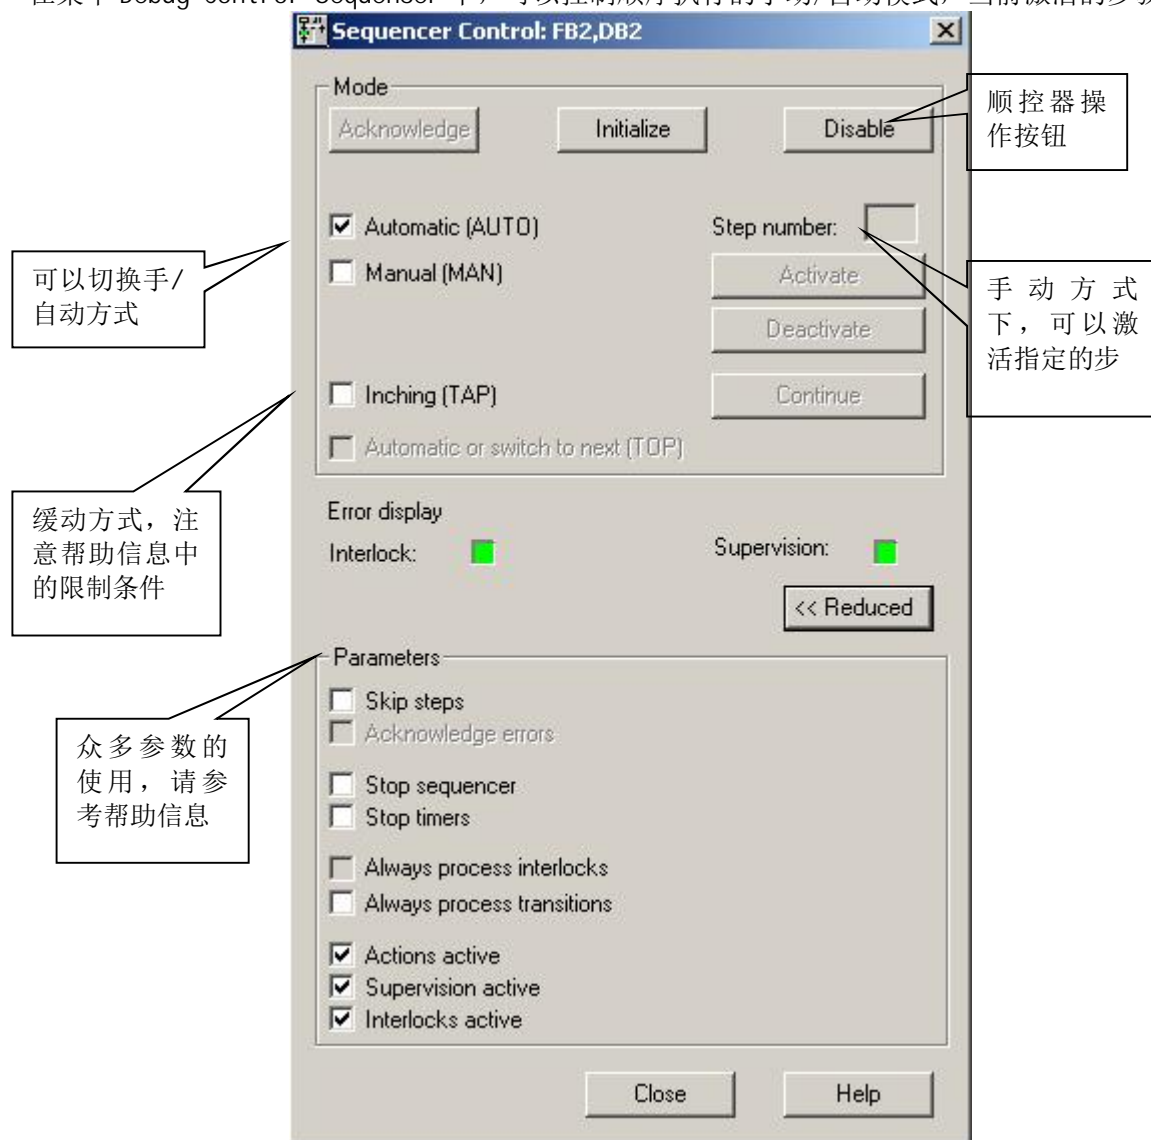 Sequencer Control: FB2,DB2
Mode
Acknowledge
Initialize
Disable
顺控器操
作按钮
Automatic (AUTO)
Step number:
可以切换手/
自动方式
Manual (MAN)
Activate
手动方式
下，可以激
活指定的步
Deactivate
Inching (TAP)
Continue
Automatic or switch to next (TOP)
缓动方式，注
意帮助信息中
的限制条件
Error display
Interlock:
Supervision:
<< Reduced
Parameters
Skip steps
Acknowledge errors
众多参数的
使用，请参
考帮助信息
Stop sequencer
Stop timers
Always process interlocks
Always process transitions
Actions active
Supervision active
Interlocks active
Close
Help